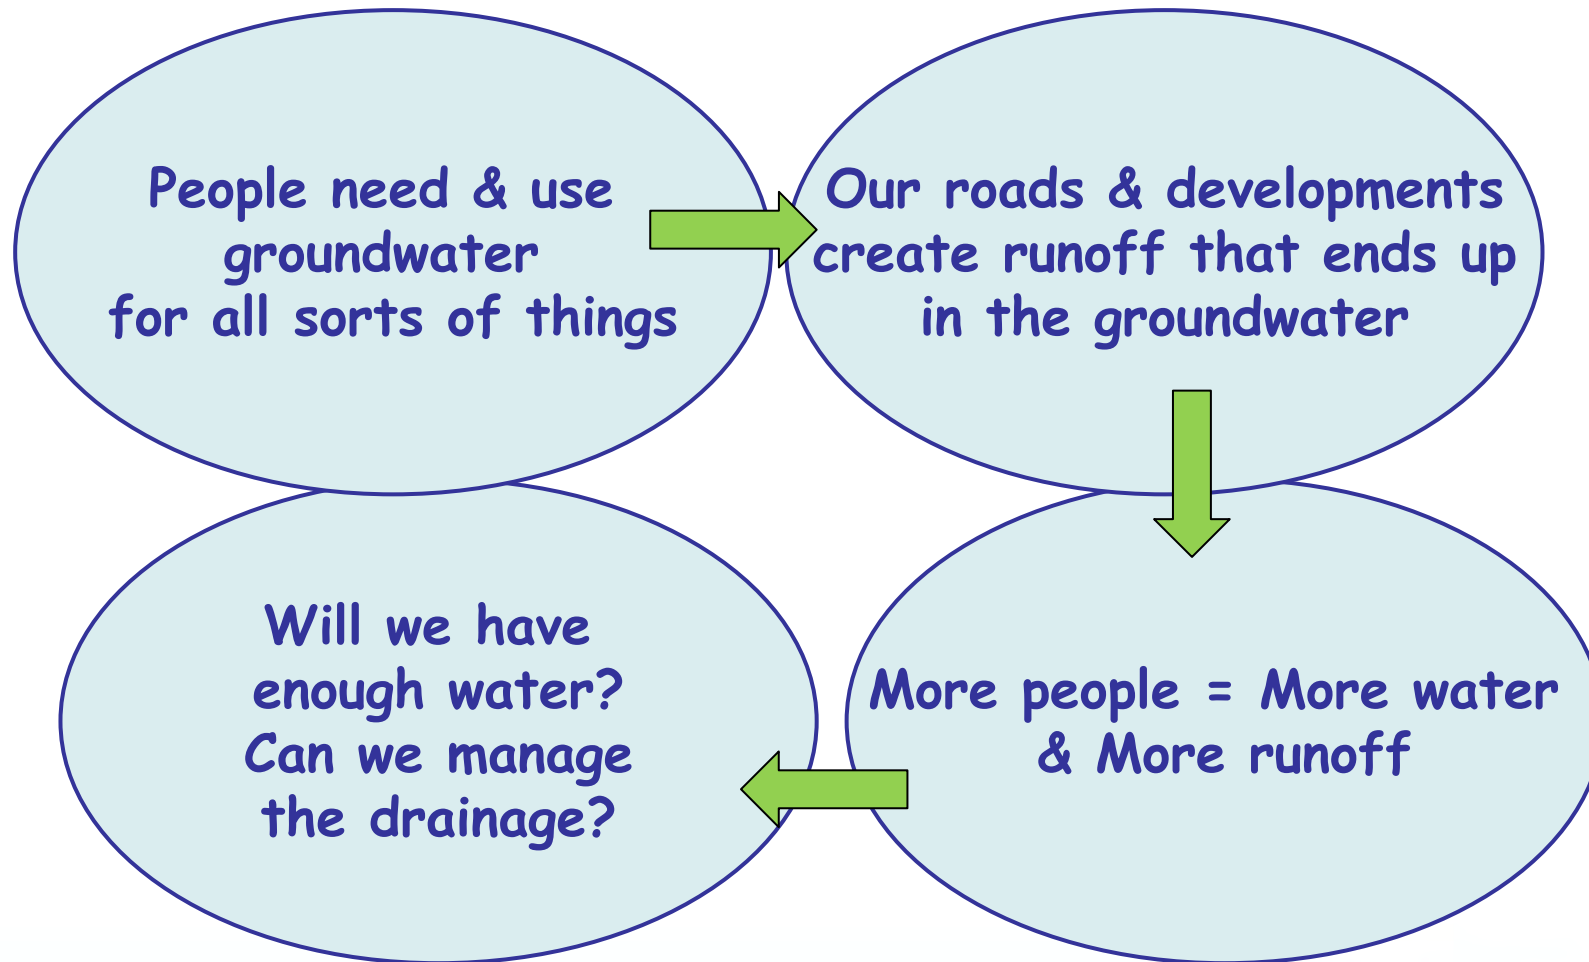 People need & use
groundwater
for all sorts of things
Our roads & developments
create runoff that ends up
in the groundwater
More people = More water
& More runoff
Will we have
enough water?
Can we manage
the drainage?